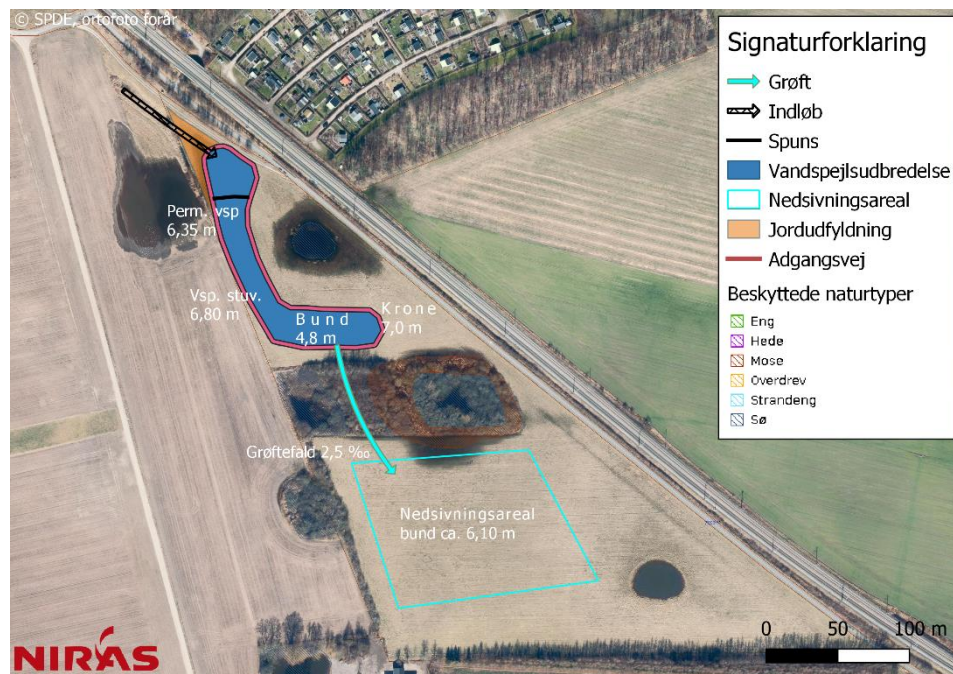 © SPDE, ortofoto forår
Signaturforklaring
Grøft
Indløb
Spuns
Vandspejlsudbredelse
Nedsivningsareal
Jordudfyldning
Adgangsvej
Beskyttede naturtyper
Eng
Hede
Mose
Overdrev
Strandeng
Sø
Perm. vsp
6,35 m
Vsp. stuv.
6,80 m
Bund
4,8 m
Krone
7,0 m
Grøftefald 2,5 ‰
Nedsivningsareal
bund ca. 6,10 m
0 50 100 m
NIRAS